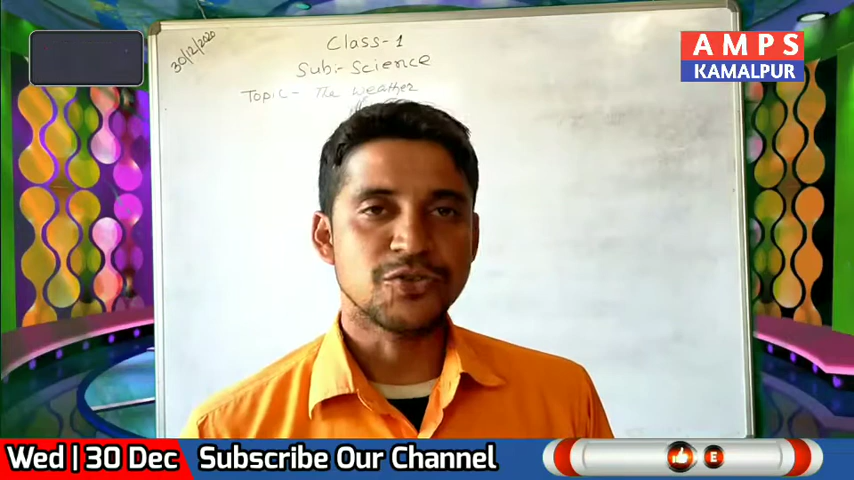 30/12/2020
Class-1
Sub:- Science
Topic- The Weather
AMPS
KAMALPUR
Wed | 30 Dec
Subscribe Our Channel
E